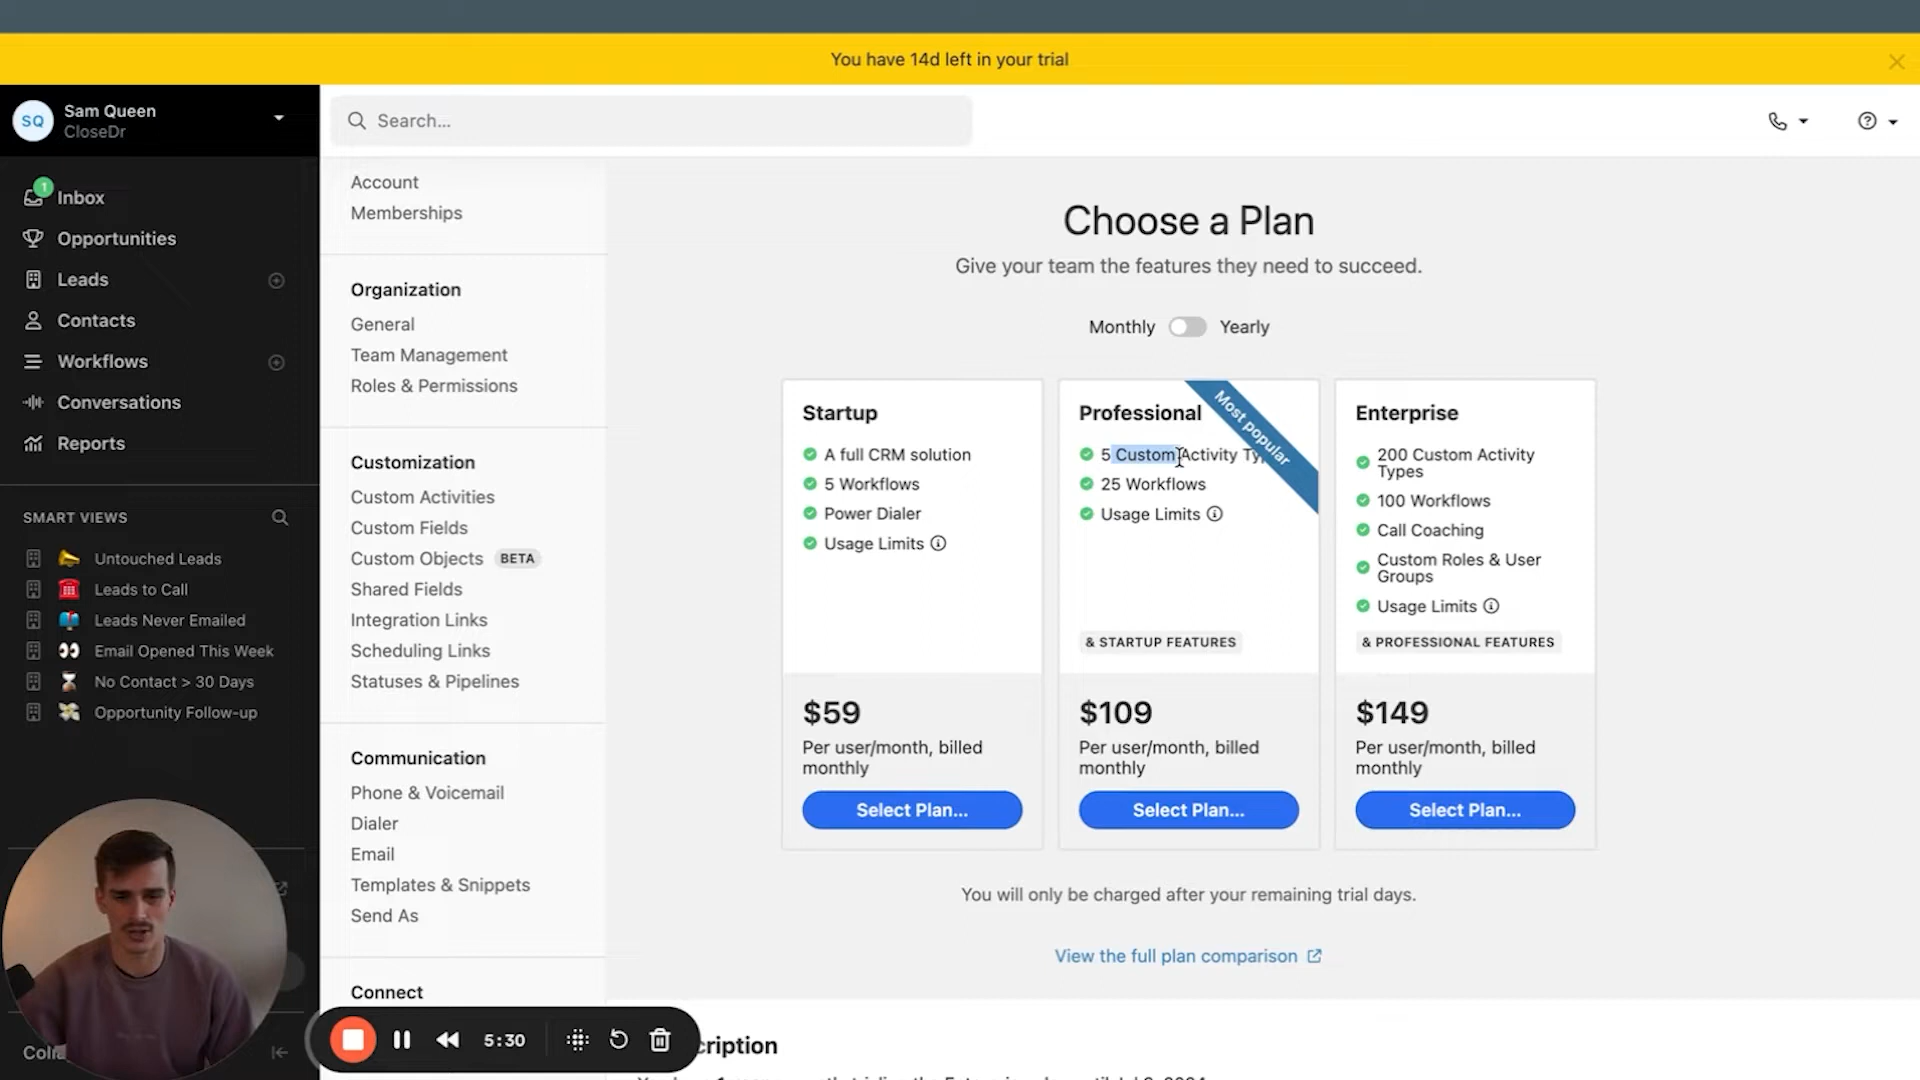 You have 14d left in your trial
SQ
Sam Queen
CloseDr
Search...
1
Inbox
Opportunities
Leads
Contacts
Workflows
Conversations
Reports
SMART VIEWS
Untouched Leads
Leads to Call
Leads Never Emailed
Email Opened This Week
No Contact > 30 Days
Opportunity Follow-up
Account
Memberships
Organization
General
Team Management
Roles & Permissions
Customization
Custom Activities
Custom Fields
Custom Objects BETA
Shared Fields
Integration Links
Scheduling Links
Statuses & Pipelines
Communication
Phone & Voicemail
Dialer
Email
Templates & Snippets
Send As
Connect
Choose a Plan
Give your team the features they need to succeed.
Monthly Yearly
Startup
A full CRM solution
5 Workflows
Power Dialer
Usage Limits
$59
Per user/month, billed
monthly
Select Plan...
Professional
Most popular
5 Custom Activity Ty
25 Workflows
Usage Limits
& STARTUP FEATURES
$109
Per user/month, billed
monthly
Select Plan...
Enterprise
200 Custom Activity
Types
100 Workflows
Call Coaching
Custom Roles & User
Groups
Usage Limits
& PROFESSIONAL FEATURES
$149
Per user/month, billed
monthly
Select Plan...
You will only be charged after your remaining trial days.
View the full plan comparison
5:30
cription